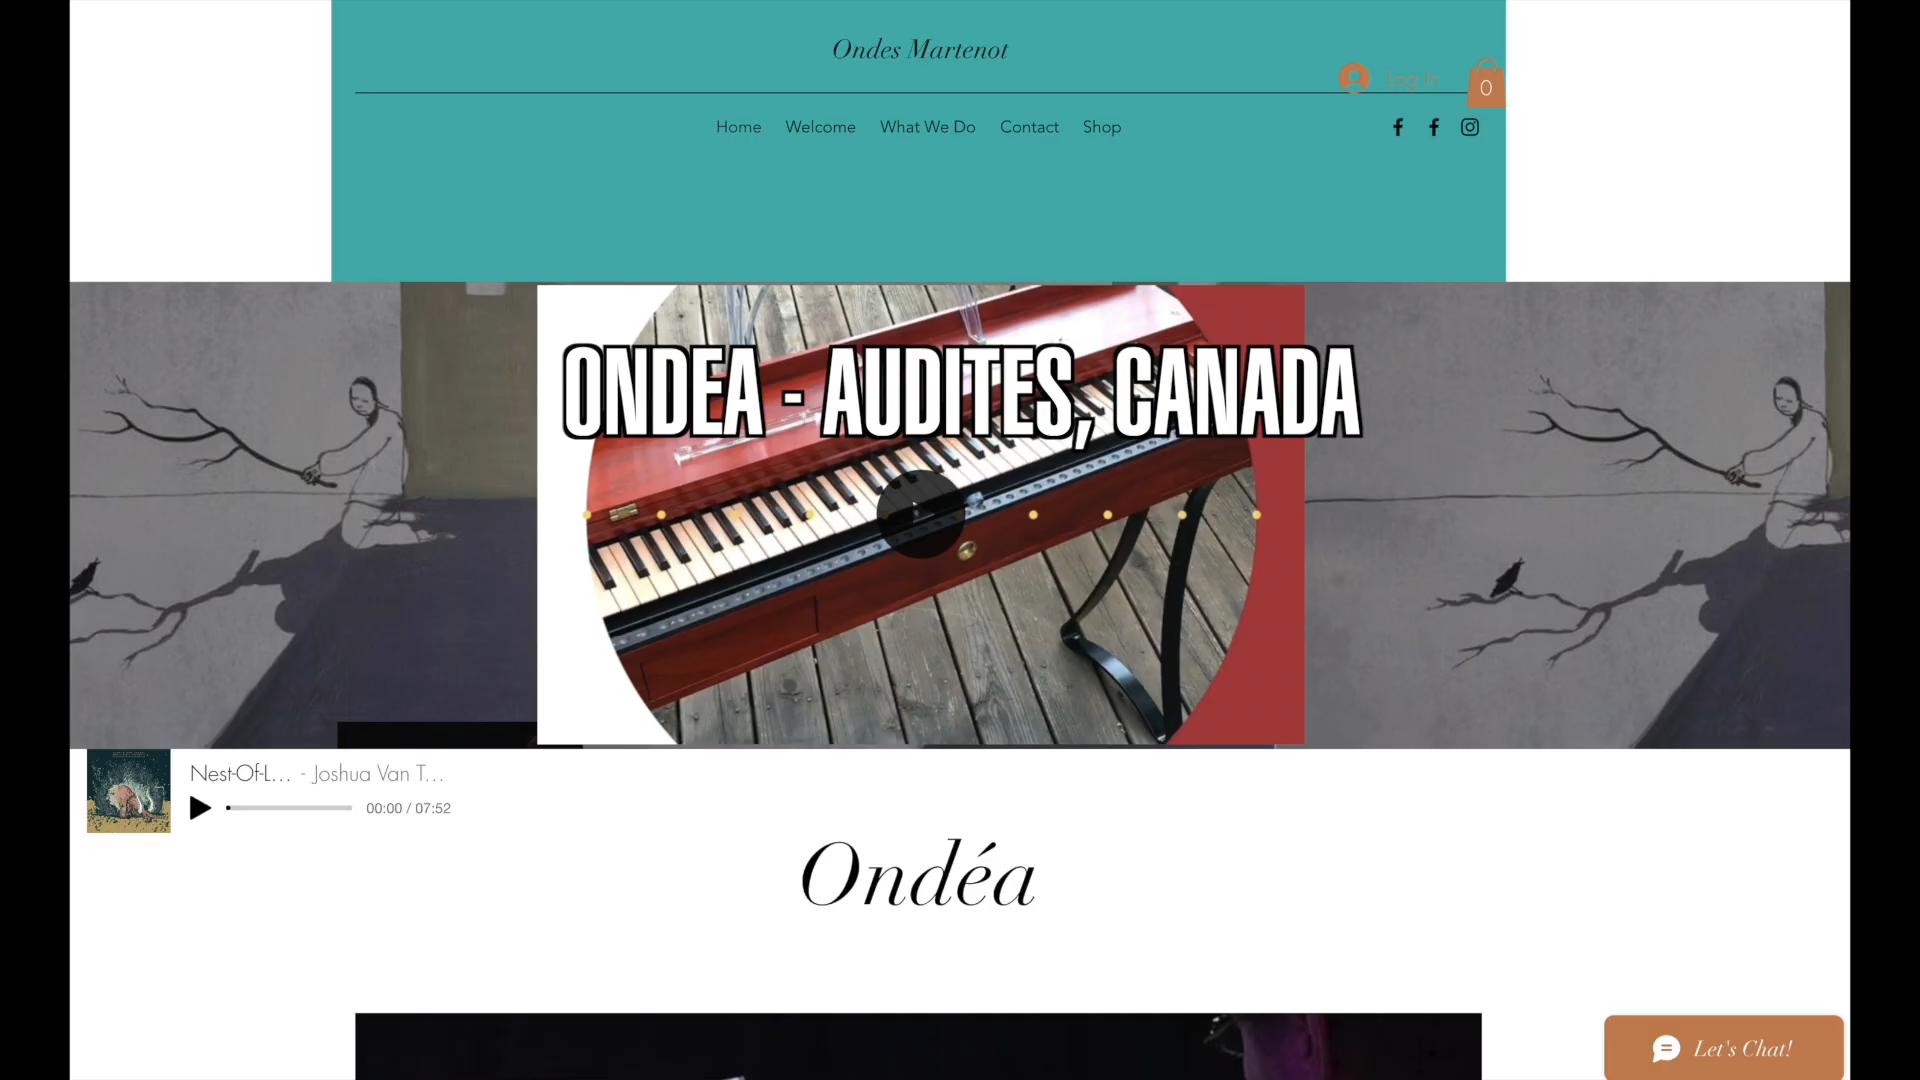 Ondes Martenot
Log In
0
Home Welcome What We Do Contact Shop
ONDEA - AUDITES, CANADA
Nest-Of-L... - Joshua Van T...
00:00 / 07:52
Ondéa
Let's Chat!